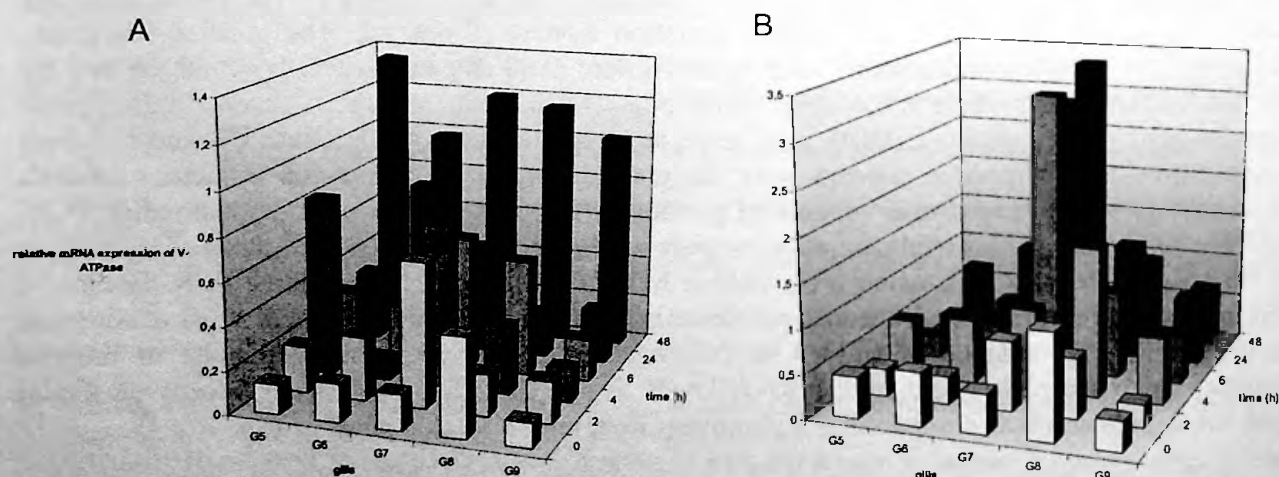 A
1,4
1,2
1
0,8
0,6
0,4
0,2
0
relative mRNA expression of V-
ATPase
G5
G6
G7
G8
G9
gills
0
2
4
6
24
48
time (h)
B
3,5
3
2,5
2
1,5
1
0,5
0
G5
G6
G7
G8
G9
gills
0
2
4
6
24
48
time (h)